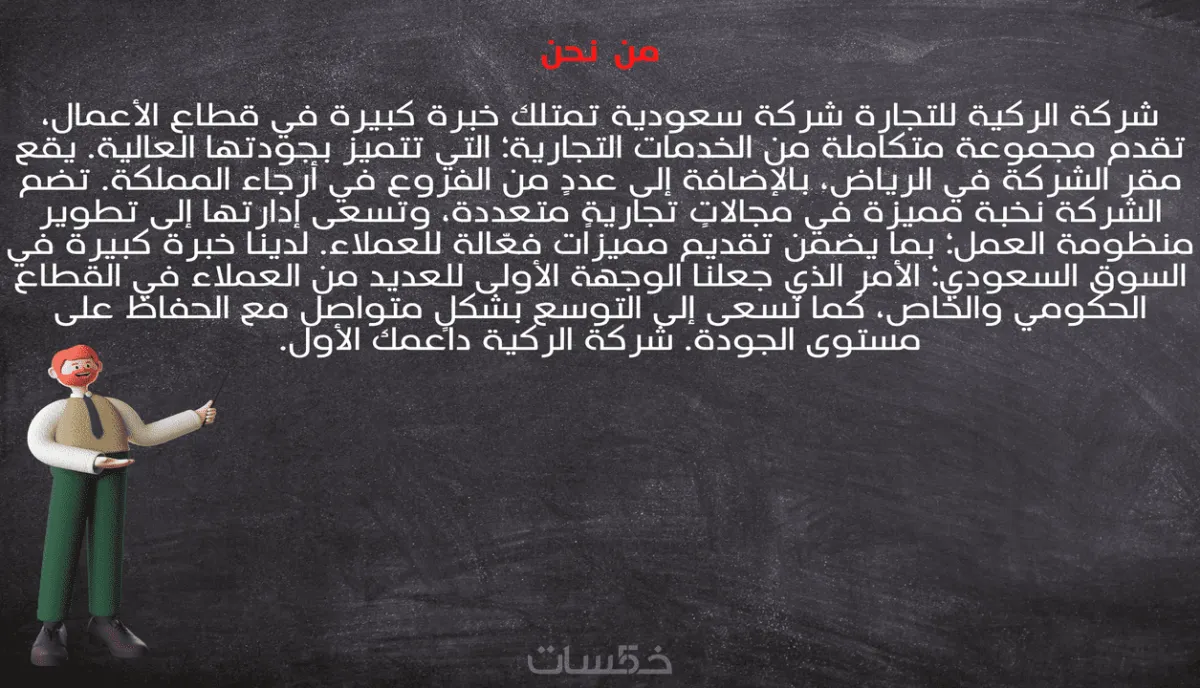 من نحن
شركة الركية للتجارة شركة سعودية تمتلك خبرة كبيرة في قطاع الأعمال،
تقدم مجموعة متكاملة من الخدمات التجارية؛ التي تتميز بجودتها العالية. يقع
مقر الشركة في الرياض، بالإضافة إلى عددٍ من الفروع في أرجاء المملكة. تضم
الشركة نخبة مميزة في مجالاتٍ تجاريةٍ متعددة، وتسعى إدارتها إلى تطوير
منظومة العمل؛ بما يضمن تقديم مميزات فعّالة للعملاء. لدينا خبرة كبيرة في
السوق السعودي؛ الأمر الذي جعلنا الوجهة الأولى للعديد من العملاء في القطاع
الحكومي والخاص، كما نسعى إلى التوسع بشكلٍ متواصل مع الحفاظ على
مستوى الجودة. شركة الركية داعمك الأول.
خمسات